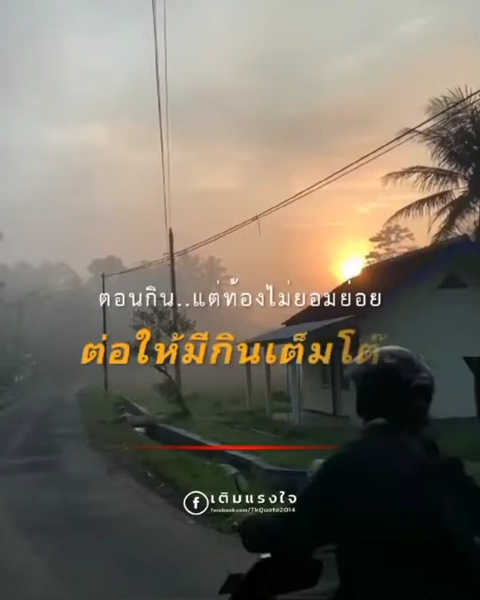 ตอนกิน..แต่ท้องไม่ยอมย่อย
ต่อให้มีกินเต็มโต๊
เติมแรงใจ
facebook.com/TkQuote2014